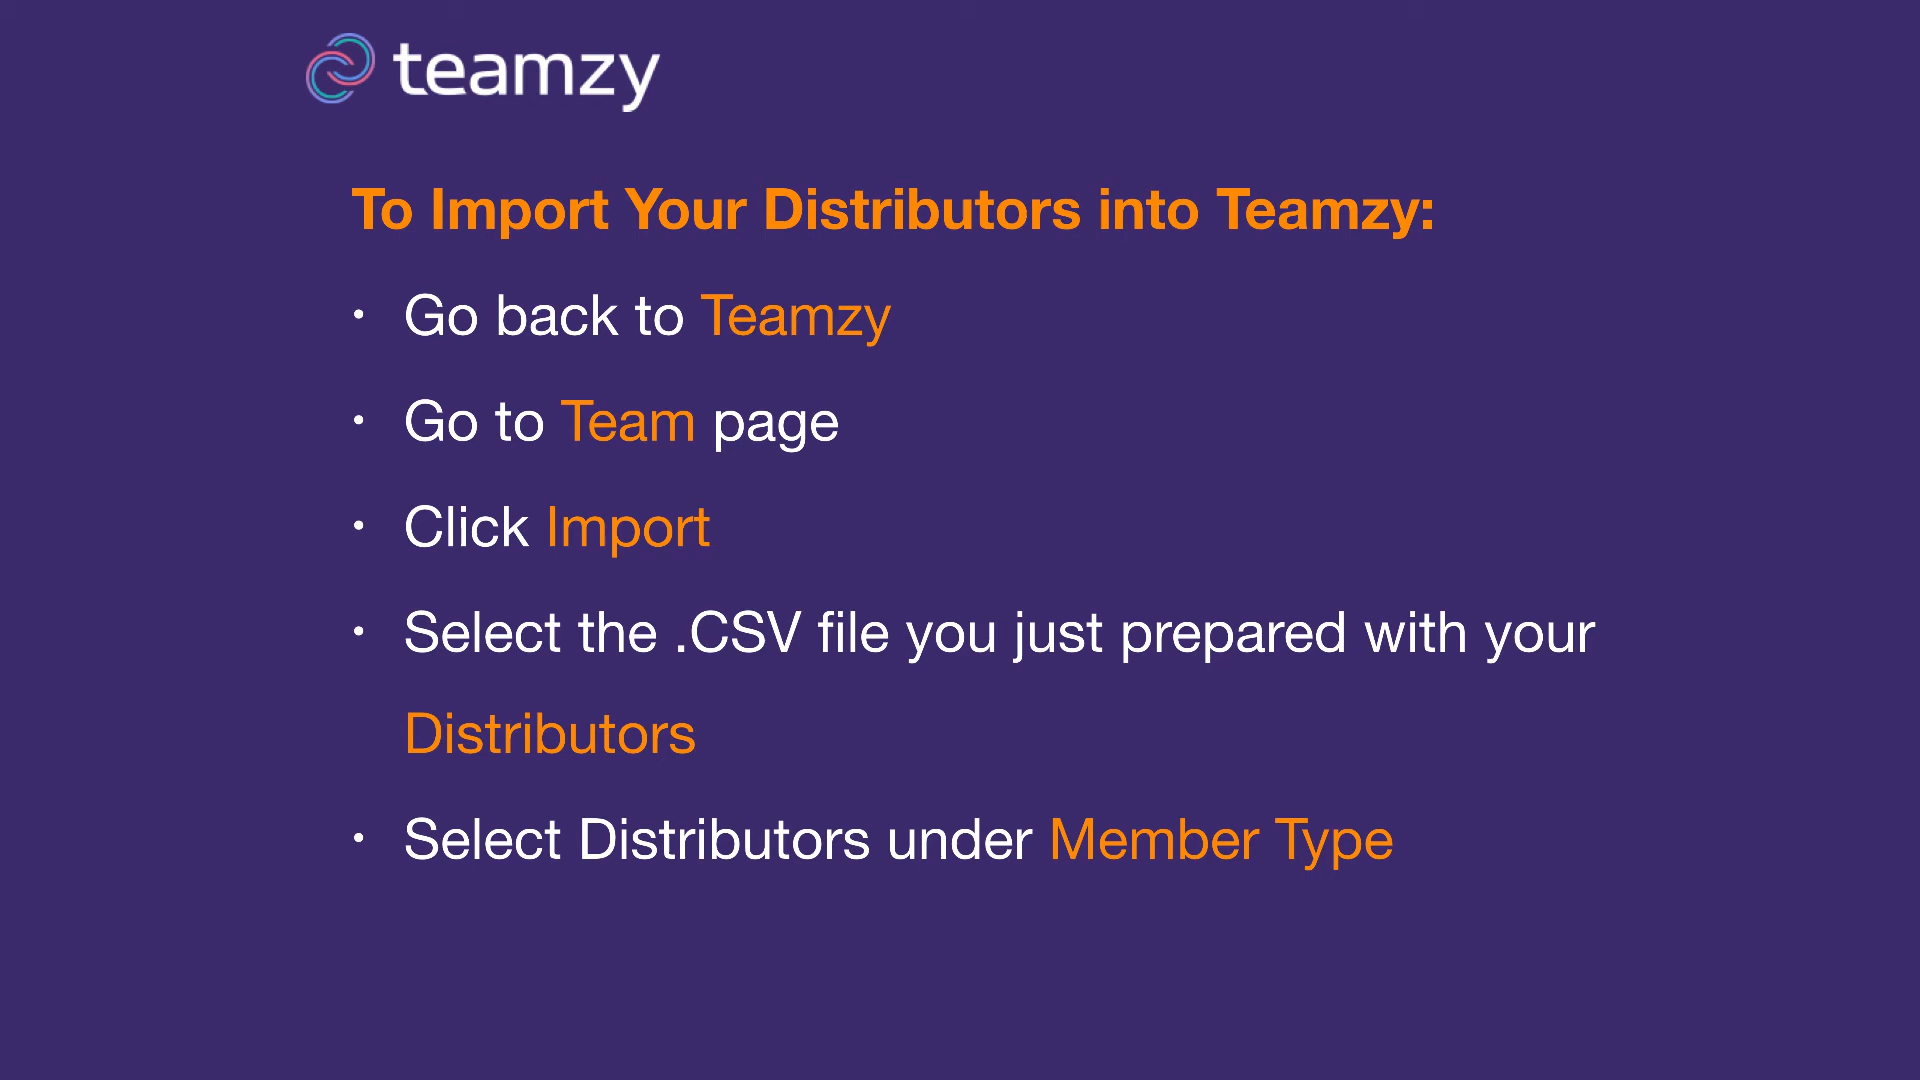 teamzy
To Import Your Distributors into Teamzy:
• Go back to Teamzy
• Go to Team page
• Click Import
• Select the .CSV file you just prepared with your
Distributors
• Select Distributors under Member Type